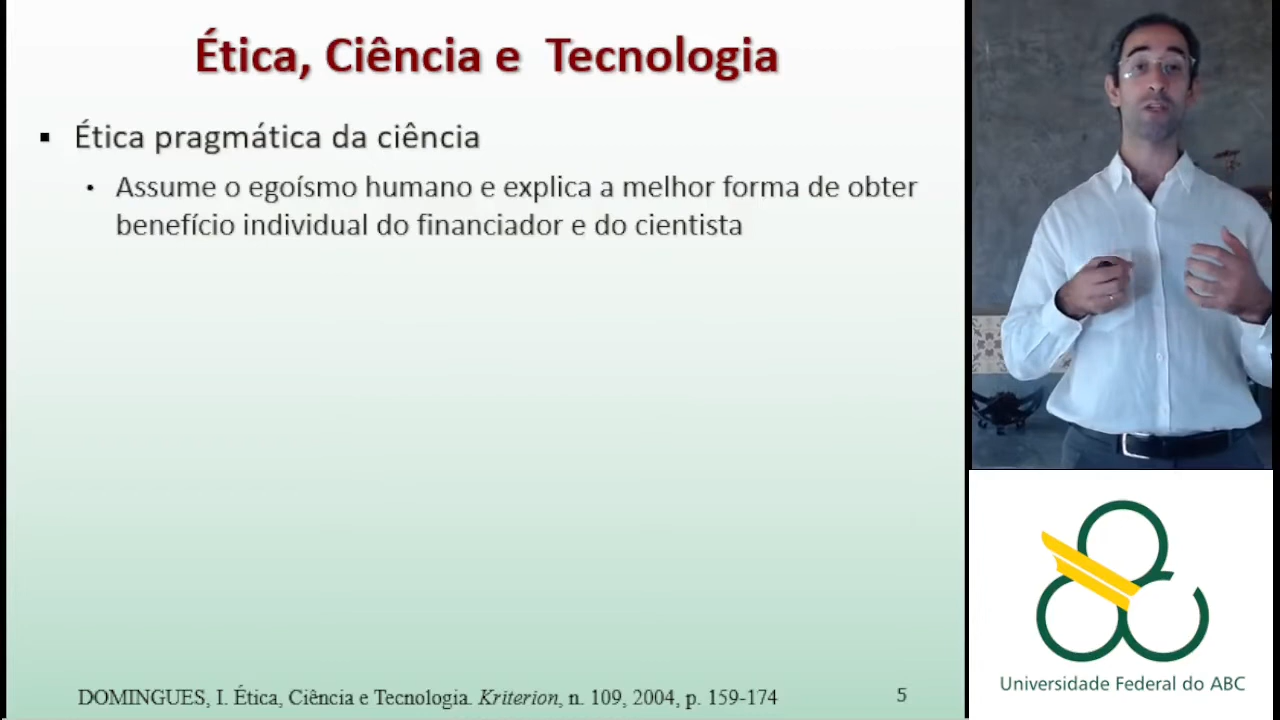 Ética, Ciência e Tecnologia
▪ Ética pragmática da ciência
• Assume o egoísmo humano e explica a melhor forma de obter
benefício individual do financiador e do cientista
DOMINGUES, I. Ética, Ciência e Tecnologia. Kriterion, n. 109, 2004, p. 159-174
5
Universidade Federal do ABC